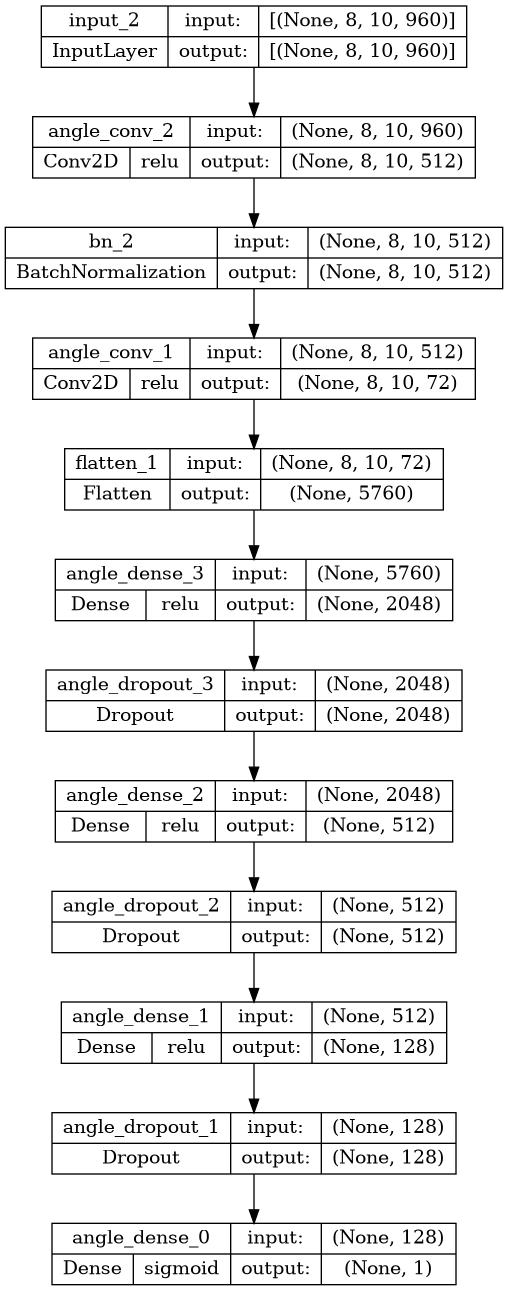 input_2 input: [(None, 8, 10, 960)]
InputLayer output: [(None, 8, 10, 960)]
angle_conv_2 input: (None, 8, 10, 960)
Conv2D relu output: (None, 8, 10, 512)
bn_2 input: (None, 8, 10, 512)
BatchNormalization output: (None, 8, 10, 512)
angle_conv_1 input: (None, 8, 10, 512)
Conv2D relu output: (None, 8, 10, 72)
flatten_1 input: (None, 8, 10, 72)
Flatten output: (None, 5760)
angle_dense_3 input: (None, 5760)
Dense relu output: (None, 2048)
angle_dropout_3 input: (None, 2048)
Dropout output: (None, 2048)
angle_dense_2 input: (None, 2048)
Dense relu output: (None, 512)
angle_dropout_2 input: (None, 512)
Dropout output: (None, 512)
angle_dense_1 input: (None, 512)
Dense relu output: (None, 128)
angle_dropout_1 input: (None, 128)
Dropout output: (None, 128)
angle_dense_0 input: (None, 128)
Dense sigmoid output: (None, 1)